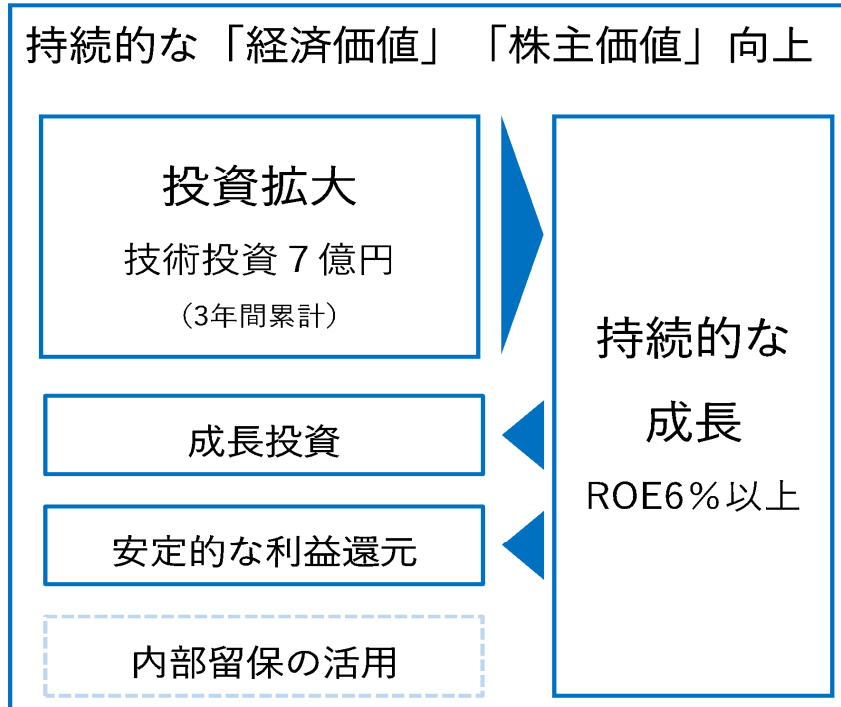 持続的な「経済価値」「株主価値」向上
投資拡大
技術投資７億円
（3年間累計）
成長投資
安定的な利益還元
内部留保の活用
持続的な
成長
ROE6％以上